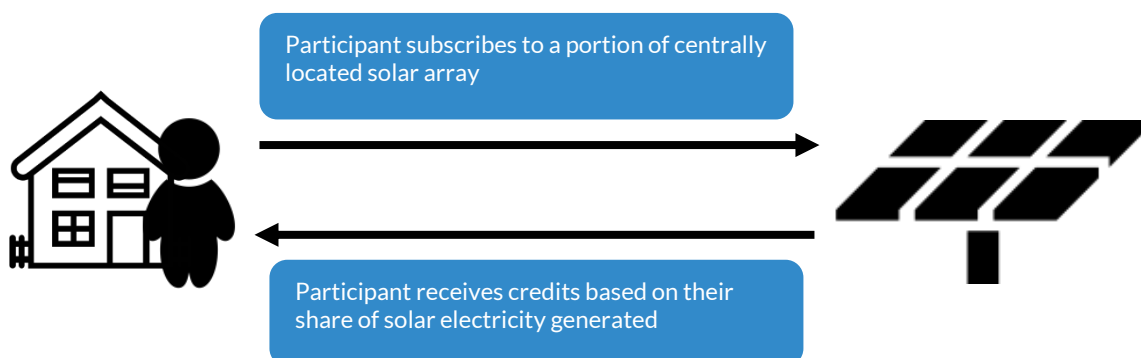 Participant subscribes to a portion of centrally
located solar array
Participant receives credits based on their
share of solar electricity generated